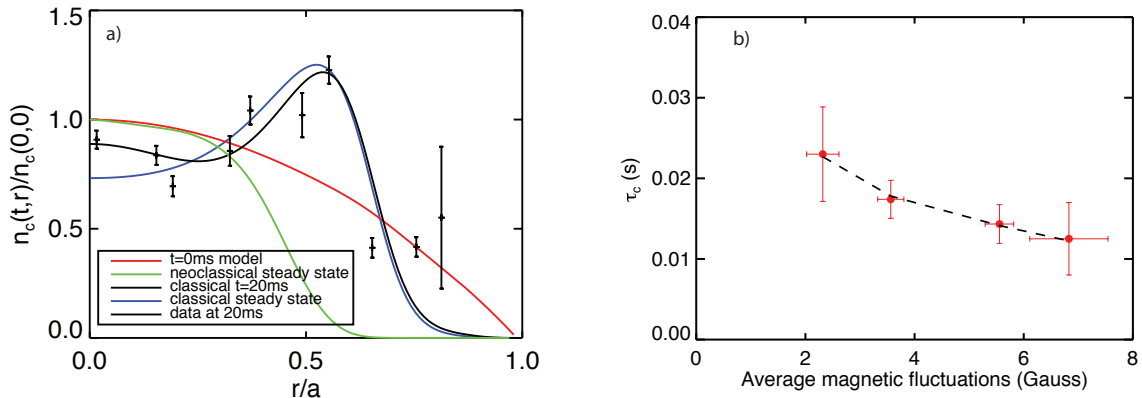 a)
1.5
1.0
0.5
0.0
n_c(t,r)/n_c(0,0)
t=0ms model
neoclassical steady state
classical t=20ms
classical steady state
data at 20ms
0.0 0.5 1.0
r/a
b)
0.04
0.03
0.02
0.01
0.00
τ_c (s)
0 2 4 6 8
Average magnetic fluctuations (Gauss)